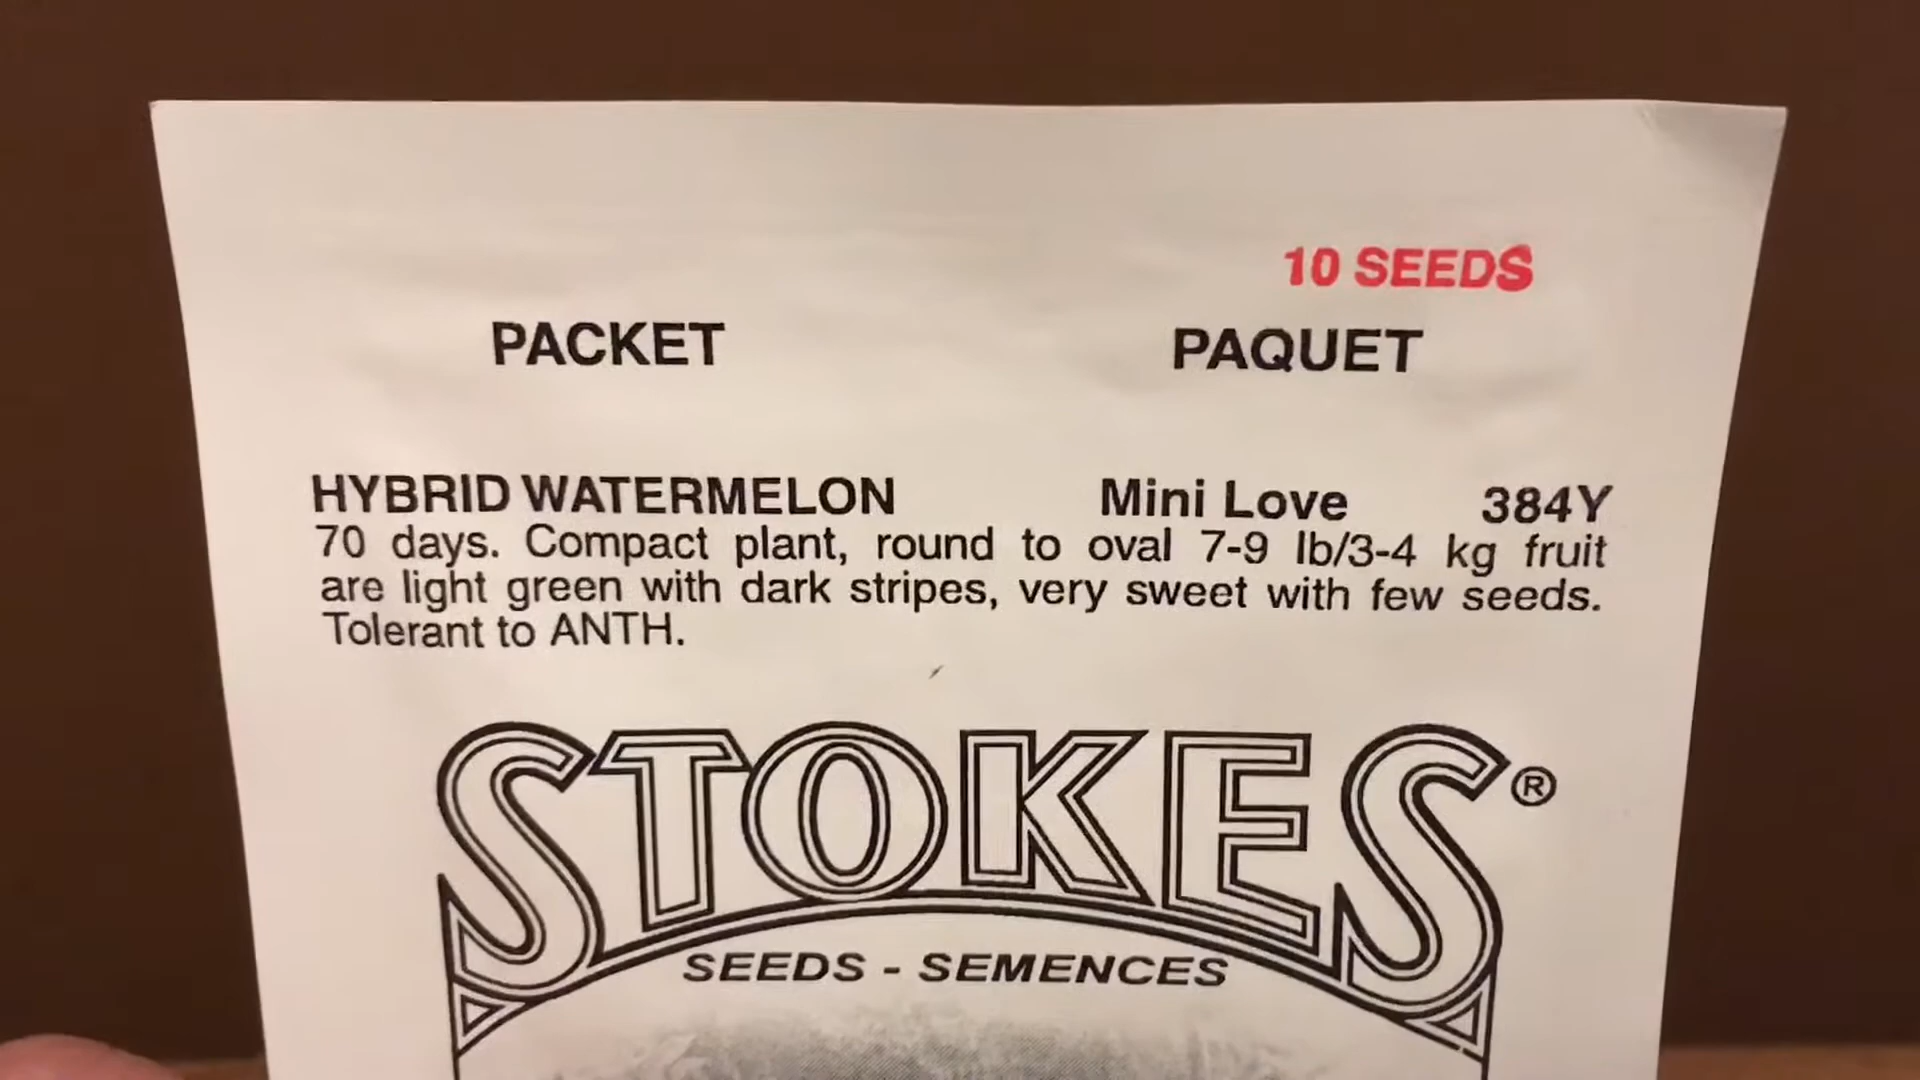 10 SEEDS
PACKET PAQUET
HYBRID WATERMELON Mini Love 384Y
70 days. Compact plant, round to oval 7-9 lb/3-4 kg fruit
are light green with dark stripes, very sweet with few seeds.
Tolerant to ANTH.
STOKES®
SEEDS - SEMENCES